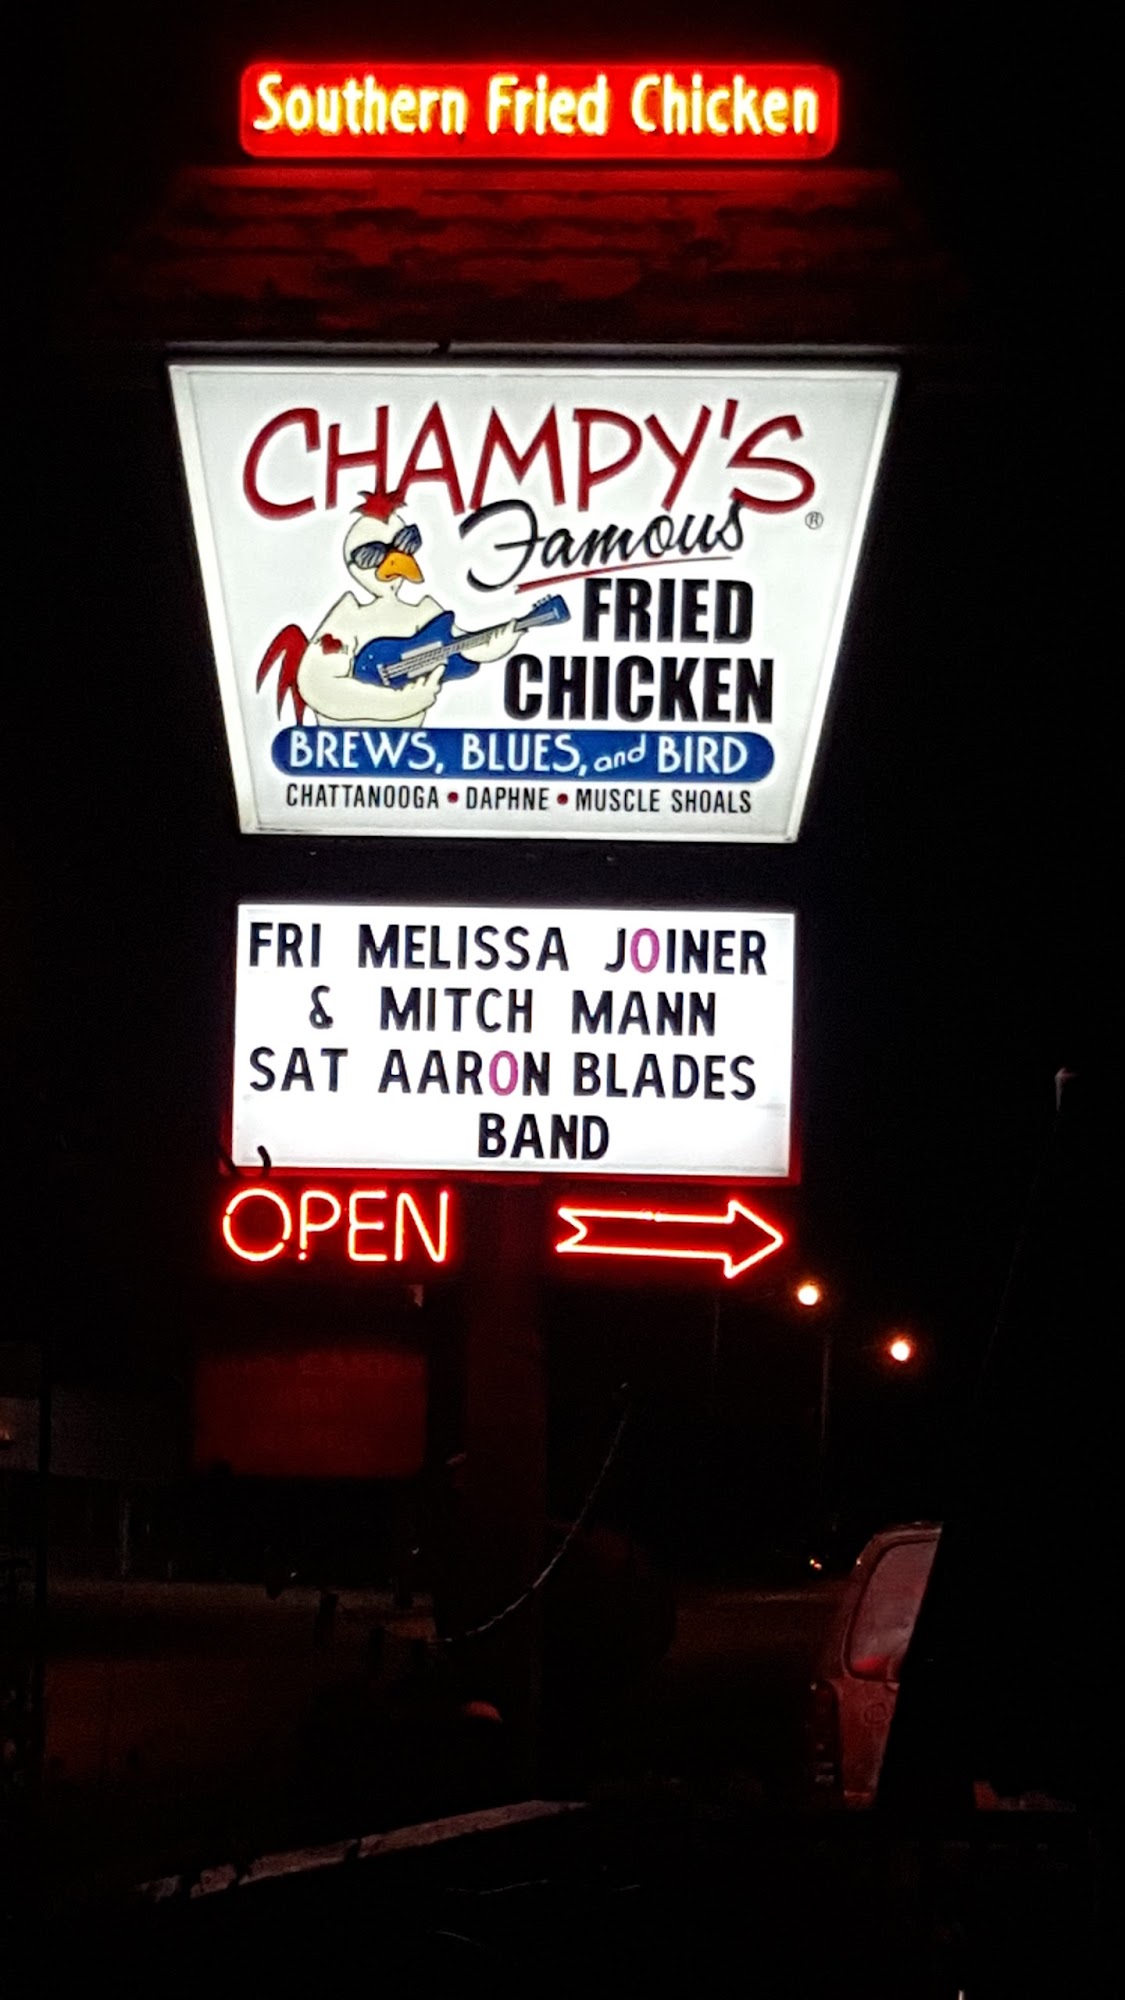 Southern Fried Chicken
CHAMPY'S
®
Famous
FRIED
CHICKEN
BREWS, BLUES, and BIRD
CHATTANOOGA • DAPHNE • MUSCLE SHOALS
FRI MELISSA JOINER
& MITCH MANN
SAT AARON BLADES
BAND
OPEN